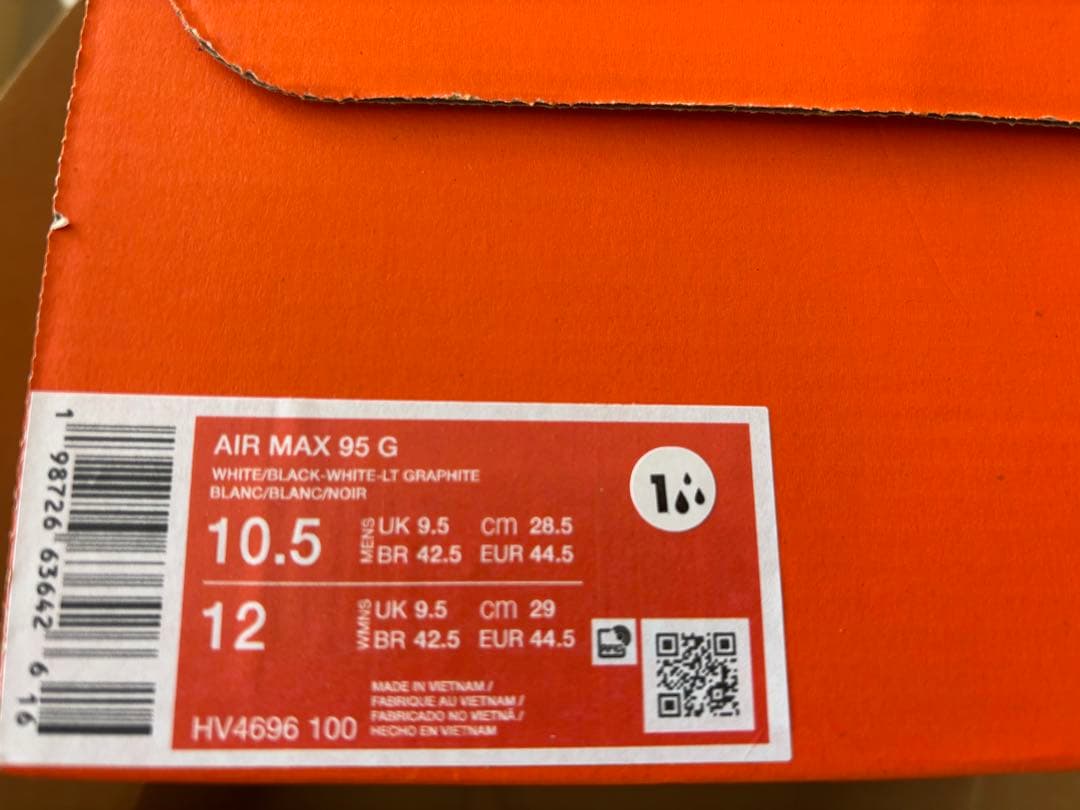 AIR MAX 95 G
WHITE/BLACK-WHITE-LT GRAPHITE
BLANC/BLANC/NOIR
10.5 MENS UK 9.5 CM 28.5
BR 42.5 EUR 44.5
12 WMNS UK 9.5 CM 29
BR 42.5 EUR 44.5
MADE IN VIETNAM /
FABRIQUE AU VIETNAM /
FABRICADO NO VIETNÃ /
HECHO EN VIETNAM
HV4696 100
1
1 98726 63642 6 16